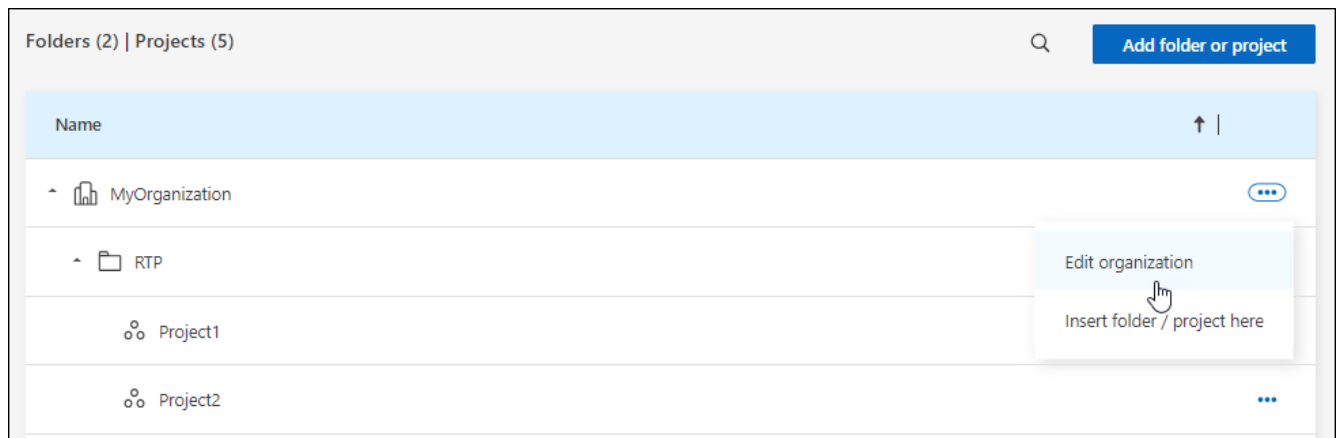 Folders (2) | Projects (5)
Add folder or project
Name
MyOrganization
RTP
Edit organization
Project1
Insert folder / project here
Project2